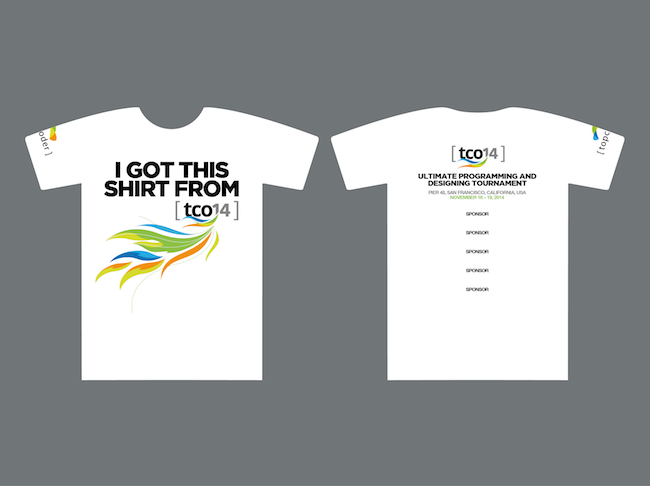 oder ]
I GOT THIS
SHIRT FROM
[ tco14 ]
[ tco14 ]
ULTIMATE PROGRAMMING AND
DESIGNING TOURNAMENT
PIER 48, SAN FRANCISCO, CALIFORNIA, USA
NOVEMBER 16 – 19, 2014
SPONSOR
SPONSOR
SPONSOR
SPONSOR
SPONSOR
[ topc